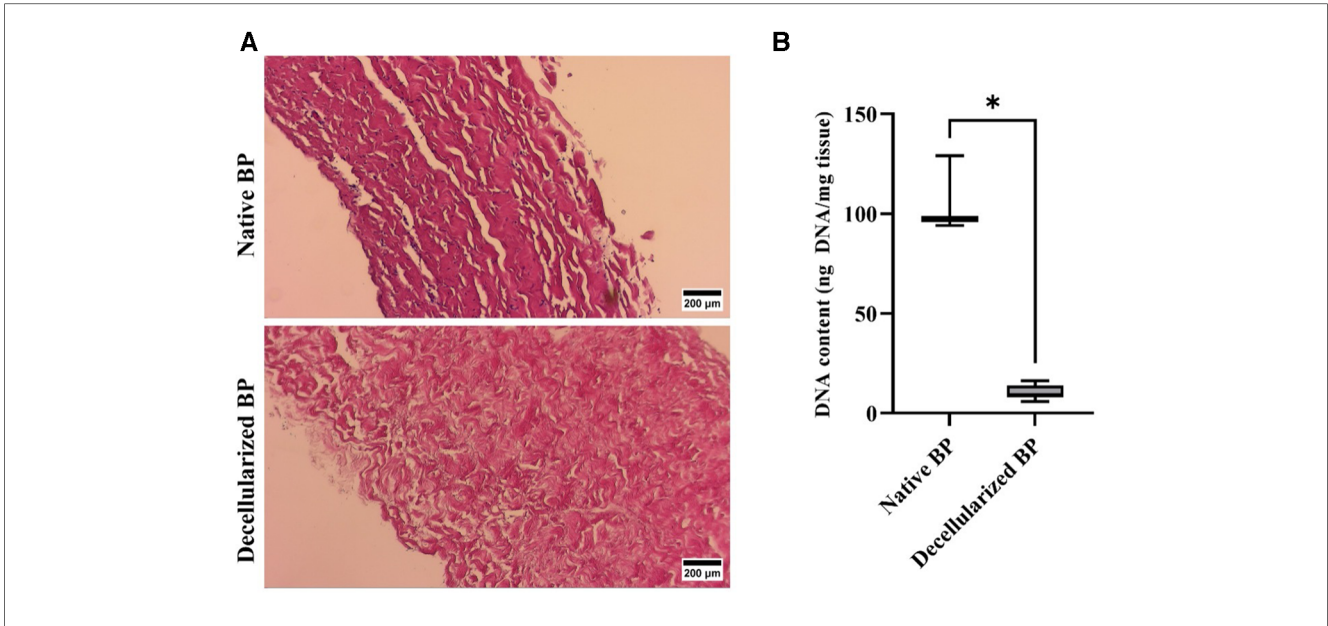 A
Native BP
200 µm
Decellularized BP
200 µm
B
*
DNA content (ng DNA/mg tissue)
150
100
50
0
Native BP
Decellularized BP